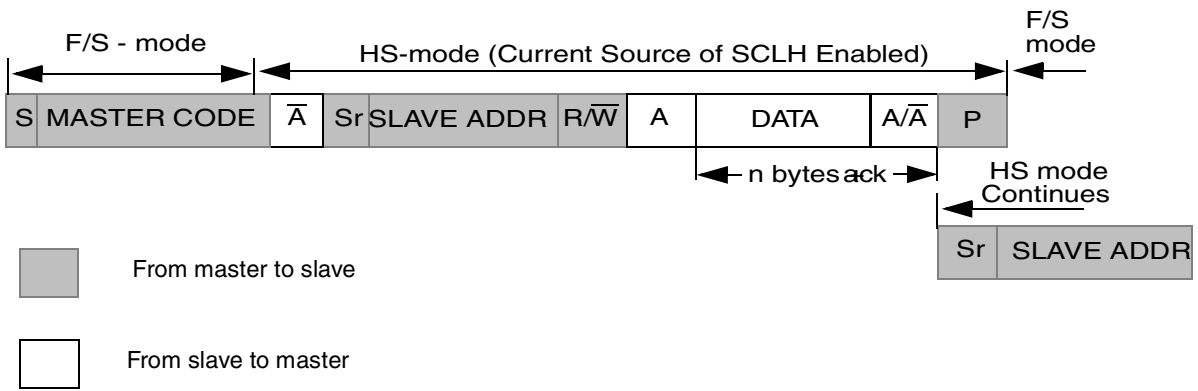 F/S - mode
HS-mode (Current Source of SCLH Enabled)
F/S
mode
S MASTER CODE A̅ Sr SLAVE ADDR R/W̅ A DATA A/A̅ P
n bytes + ack
HS mode
Continues
Sr SLAVE ADDR
From master to slave
From slave to master